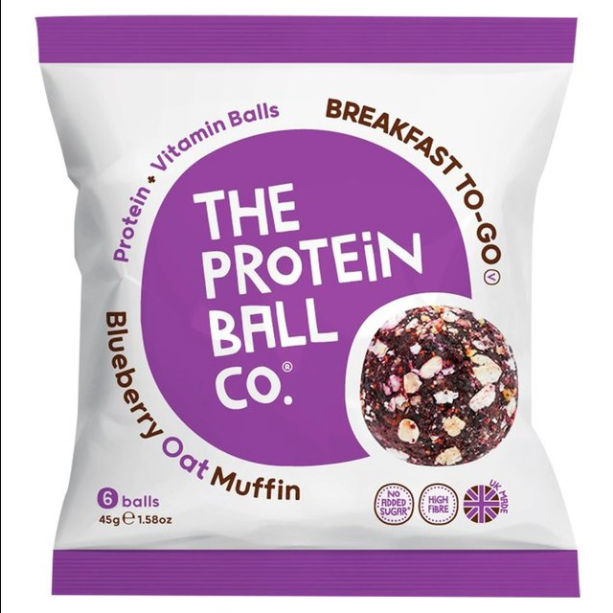 Protein + Vitamin Balls
BREAKFAST TO-GO
V
THE
PROTEiN
BALL
CO.®
Blueberry Oat Muffin
6 balls
45g ℮ 1.58oz
NO
ADDED
SUGAR*
HIGH
FIBRE
UK MADE